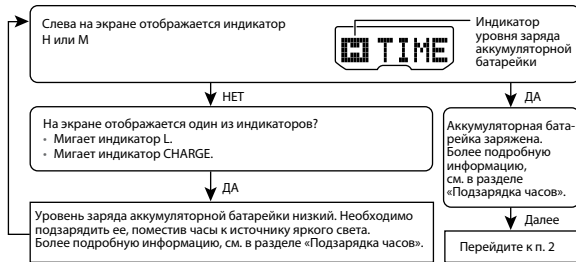 Слева на экране отображается индикатор
H или M
TIME
Индикатор
уровня заряда
аккумуляторной
батарейки
НЕТ
ДА
На экране отображается один из индикаторов?
• Мигает индикатор L.
• Мигает индикатор CHARGE.
Аккумуляторная бата-
рейка заряжена.
Более подробную
информацию,
см. в разделе
«Подзарядка часов».
ДА
Далее
Уровень заряда аккумуляторной батарейки низкий. Необходимо
подзарядить ее, поместив часы к источнику яркого света.
Более подробную информацию, см. в разделе «Подзарядка часов».
Перейдите к п. 2